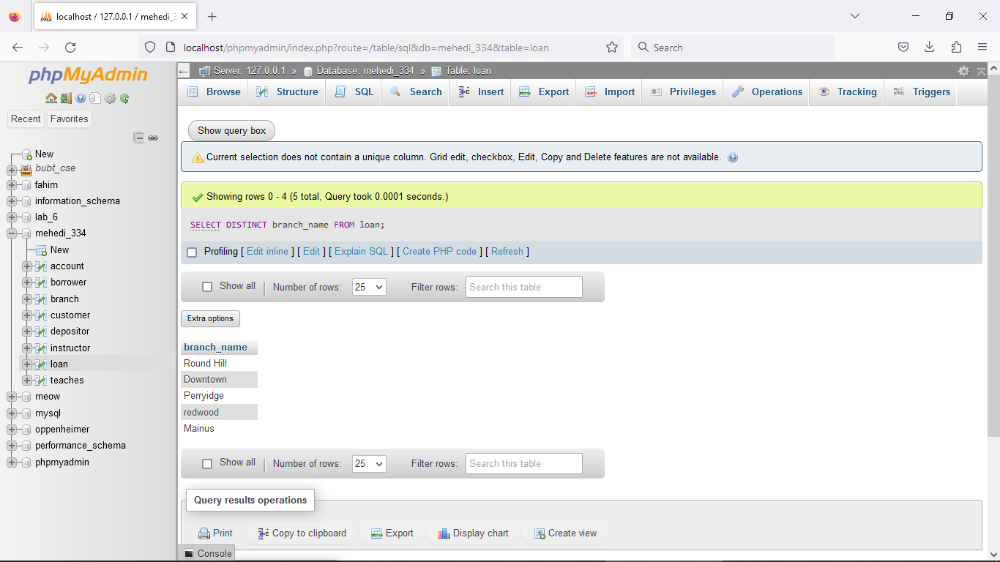 localhost / 127.0.0.1 / mehedi_3
localhost/phpmyadmin/index.php?route=/table/sql&db=mehedi_334&table=loan
Search
phpMyAdmin
Recent
Favorites
New
bubt_cse
fahim
information_schema
lab_6
mehedi_334
New
account
borrower
branch
customer
depositor
instructor
loan
teaches
meow
mysql
oppenheimer
performance_schema
phpmyadmin
Server: 127.0.0.1 » Database: mehedi_334 » Table: loan
Browse Structure SQL Search Insert Export Import Privileges Operations Tracking Triggers
Show query box
Current selection does not contain a unique column. Grid edit, checkbox, Edit, Copy and Delete features are not available.
Showing rows 0 - 4 (5 total, Query took 0.0001 seconds.)
SELECT DISTINCT branch_name FROM loan;
Profiling [ Edit inline ] [ Edit ] [ Explain SQL ] [ Create PHP code ] [ Refresh ]
Show all Number of rows: 25 Filter rows: Search this table
Extra options
branch_name
Round Hill
Downtown
Perryidge
redwood
Mainus
Show all Number of rows: 25 Filter rows: Search this table
Query results operations
Print Copy to clipboard Export Display chart Create view
Console